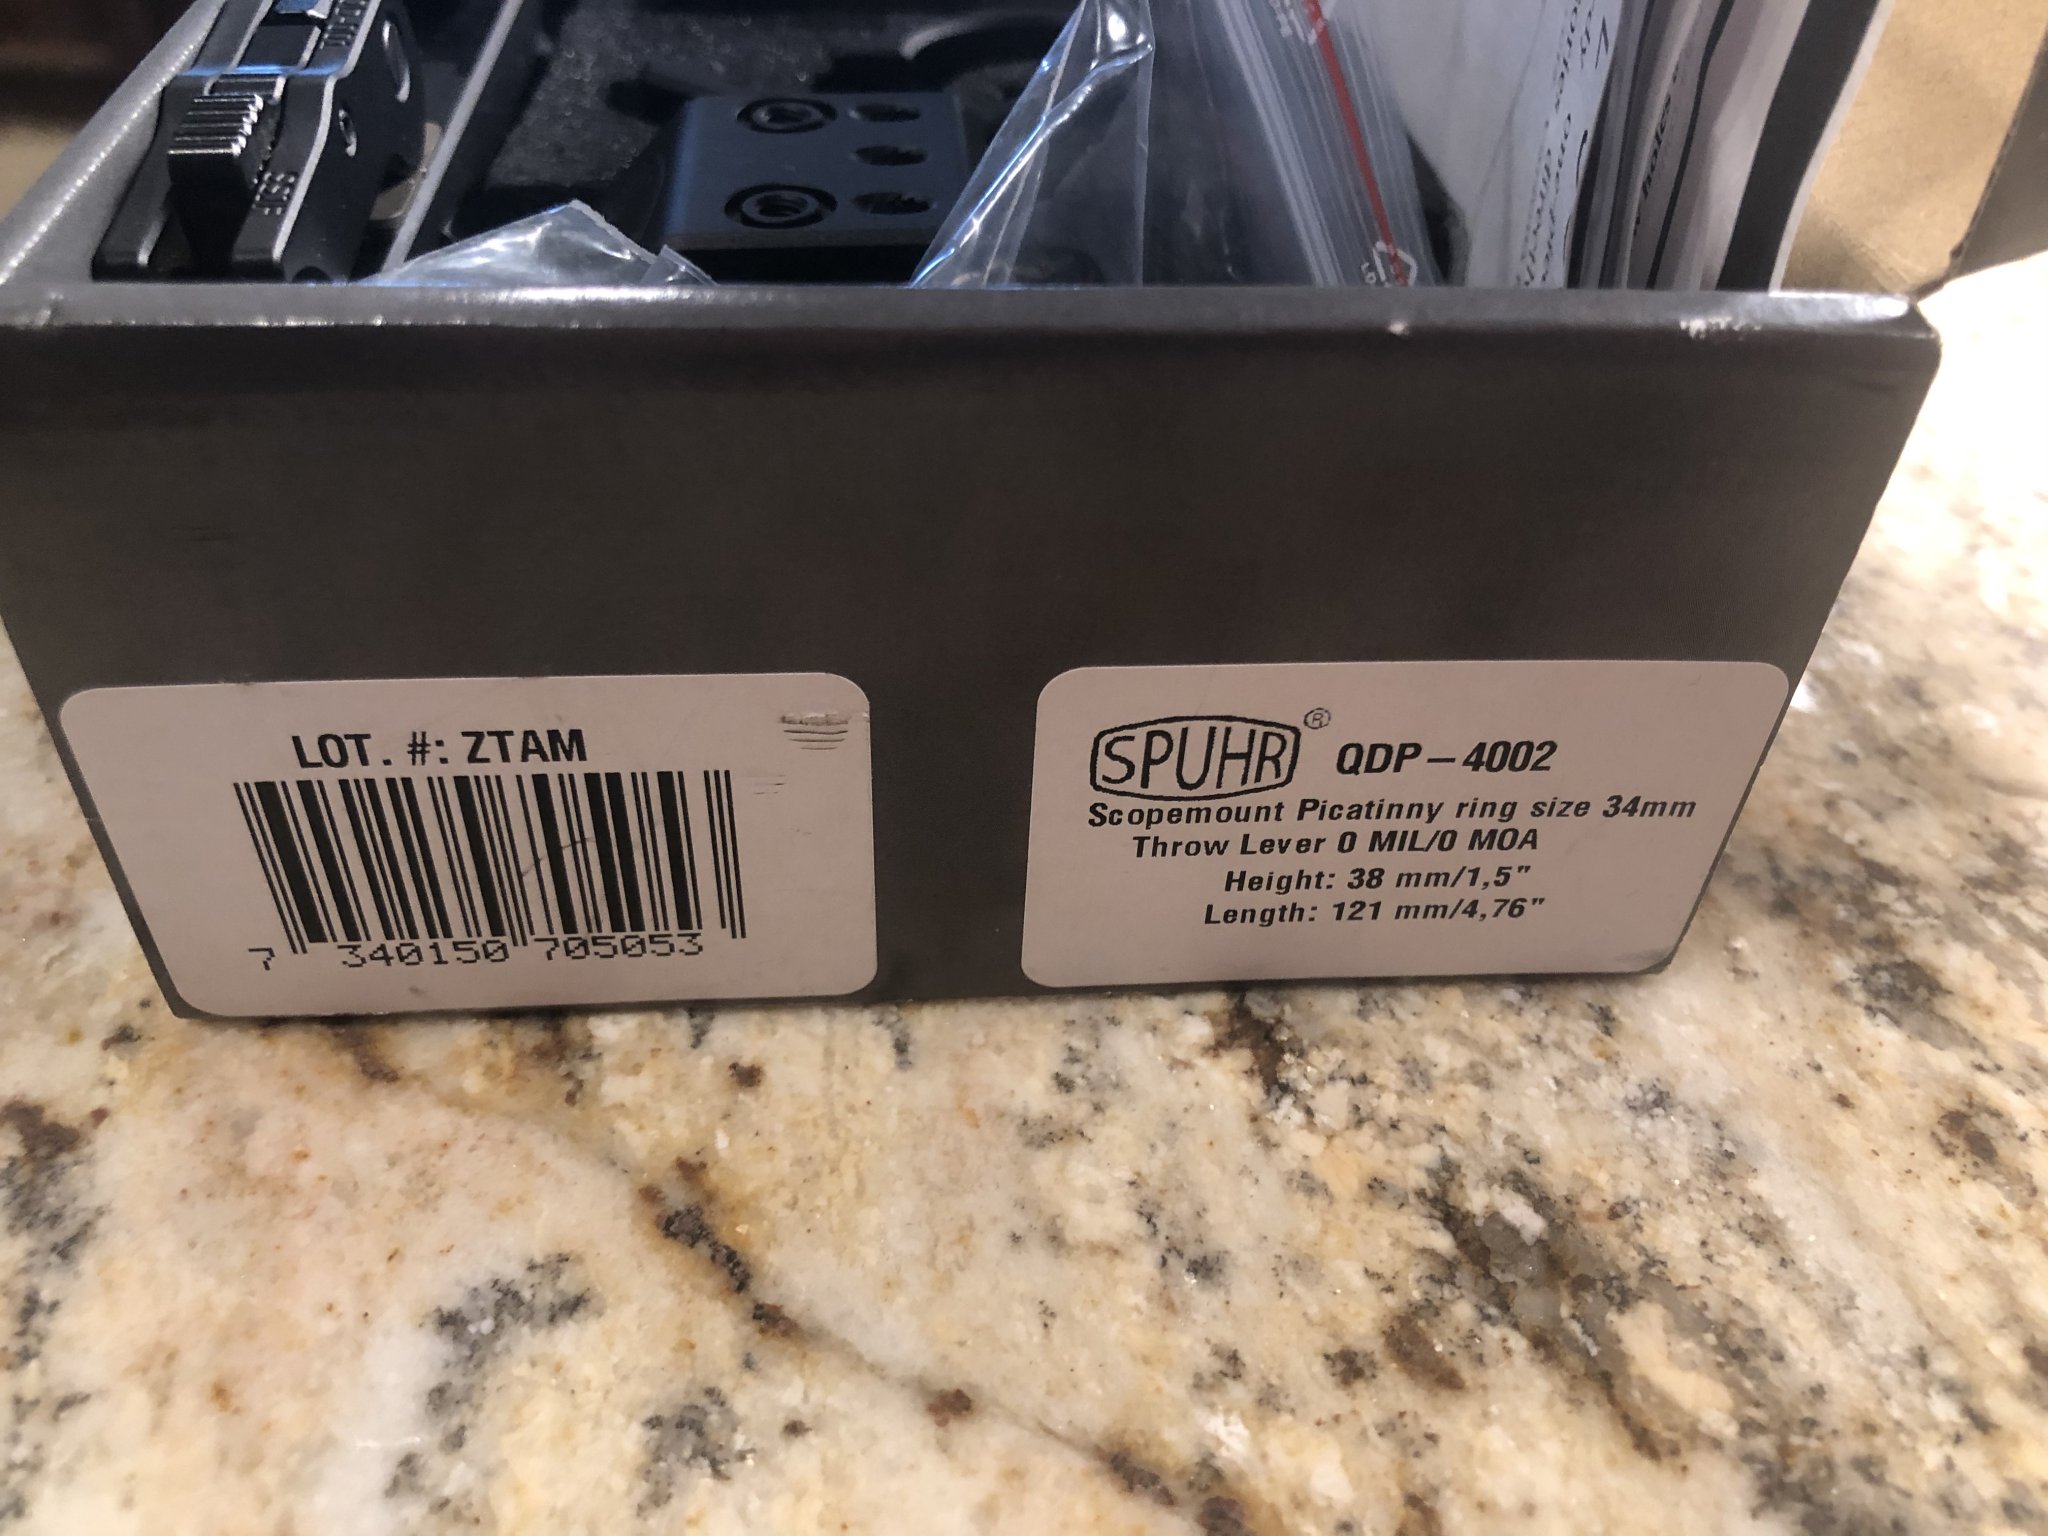 LOT. #: ZTAM
7 340150 705053
SPUHR® QDP-4002
Scopemount Picatinny ring size 34mm
Throw Lever 0 MIL/0 MOA
Height: 38 mm/1,5"
Length: 121 mm/4,76"